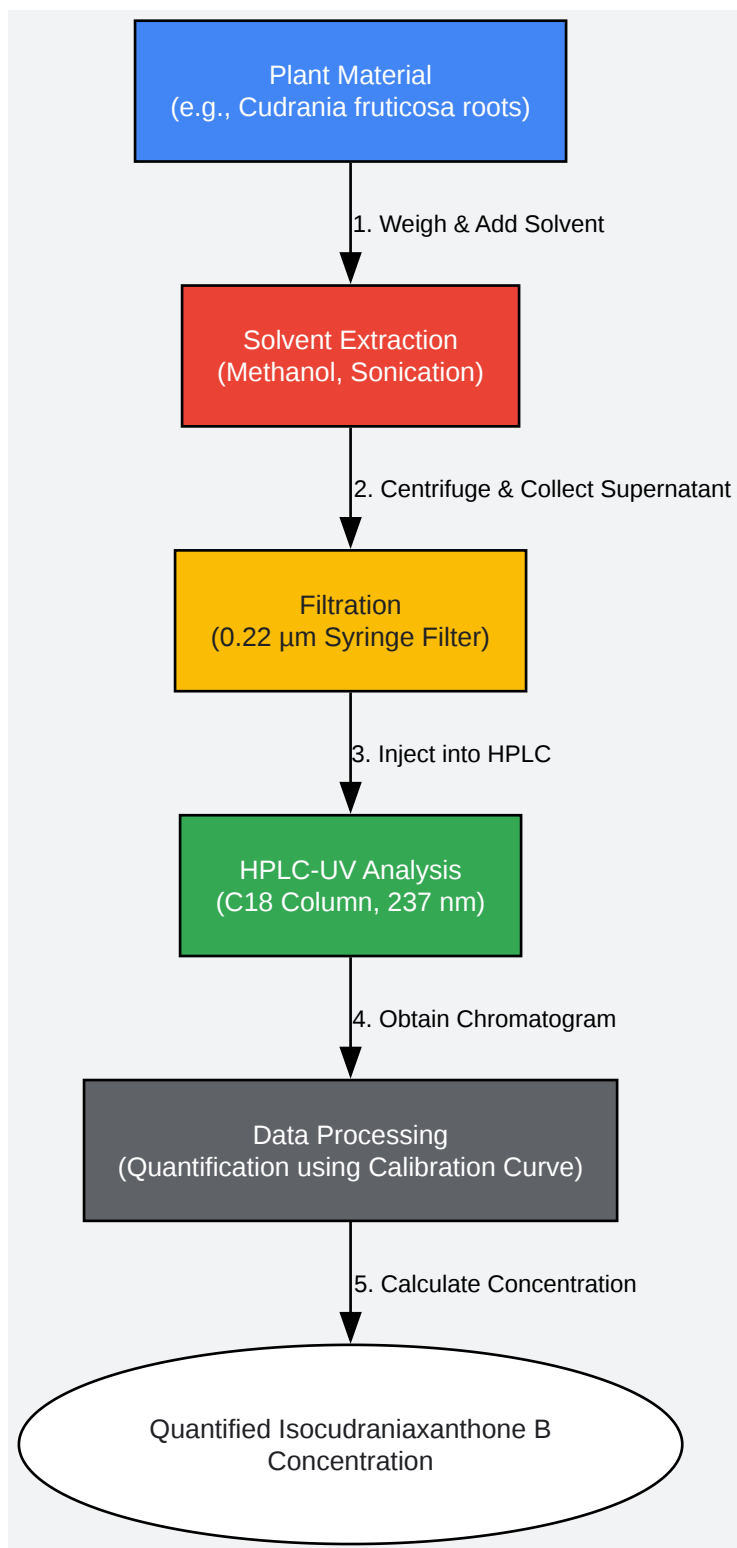 Plant Material
(e.g., Cudrania fruticosa roots)
1. Weigh & Add Solvent
Solvent Extraction
(Methanol, Sonication)
2. Centrifuge & Collect Supernatant
Filtration
(0.22 µm Syringe Filter)
3. Inject into HPLC
HPLC-UV Analysis
(C18 Column, 237 nm)
4. Obtain Chromatogram
Data Processing
(Quantification using Calibration Curve)
5. Calculate Concentration
Quantified Isocudraniaxanthone B
Concentration